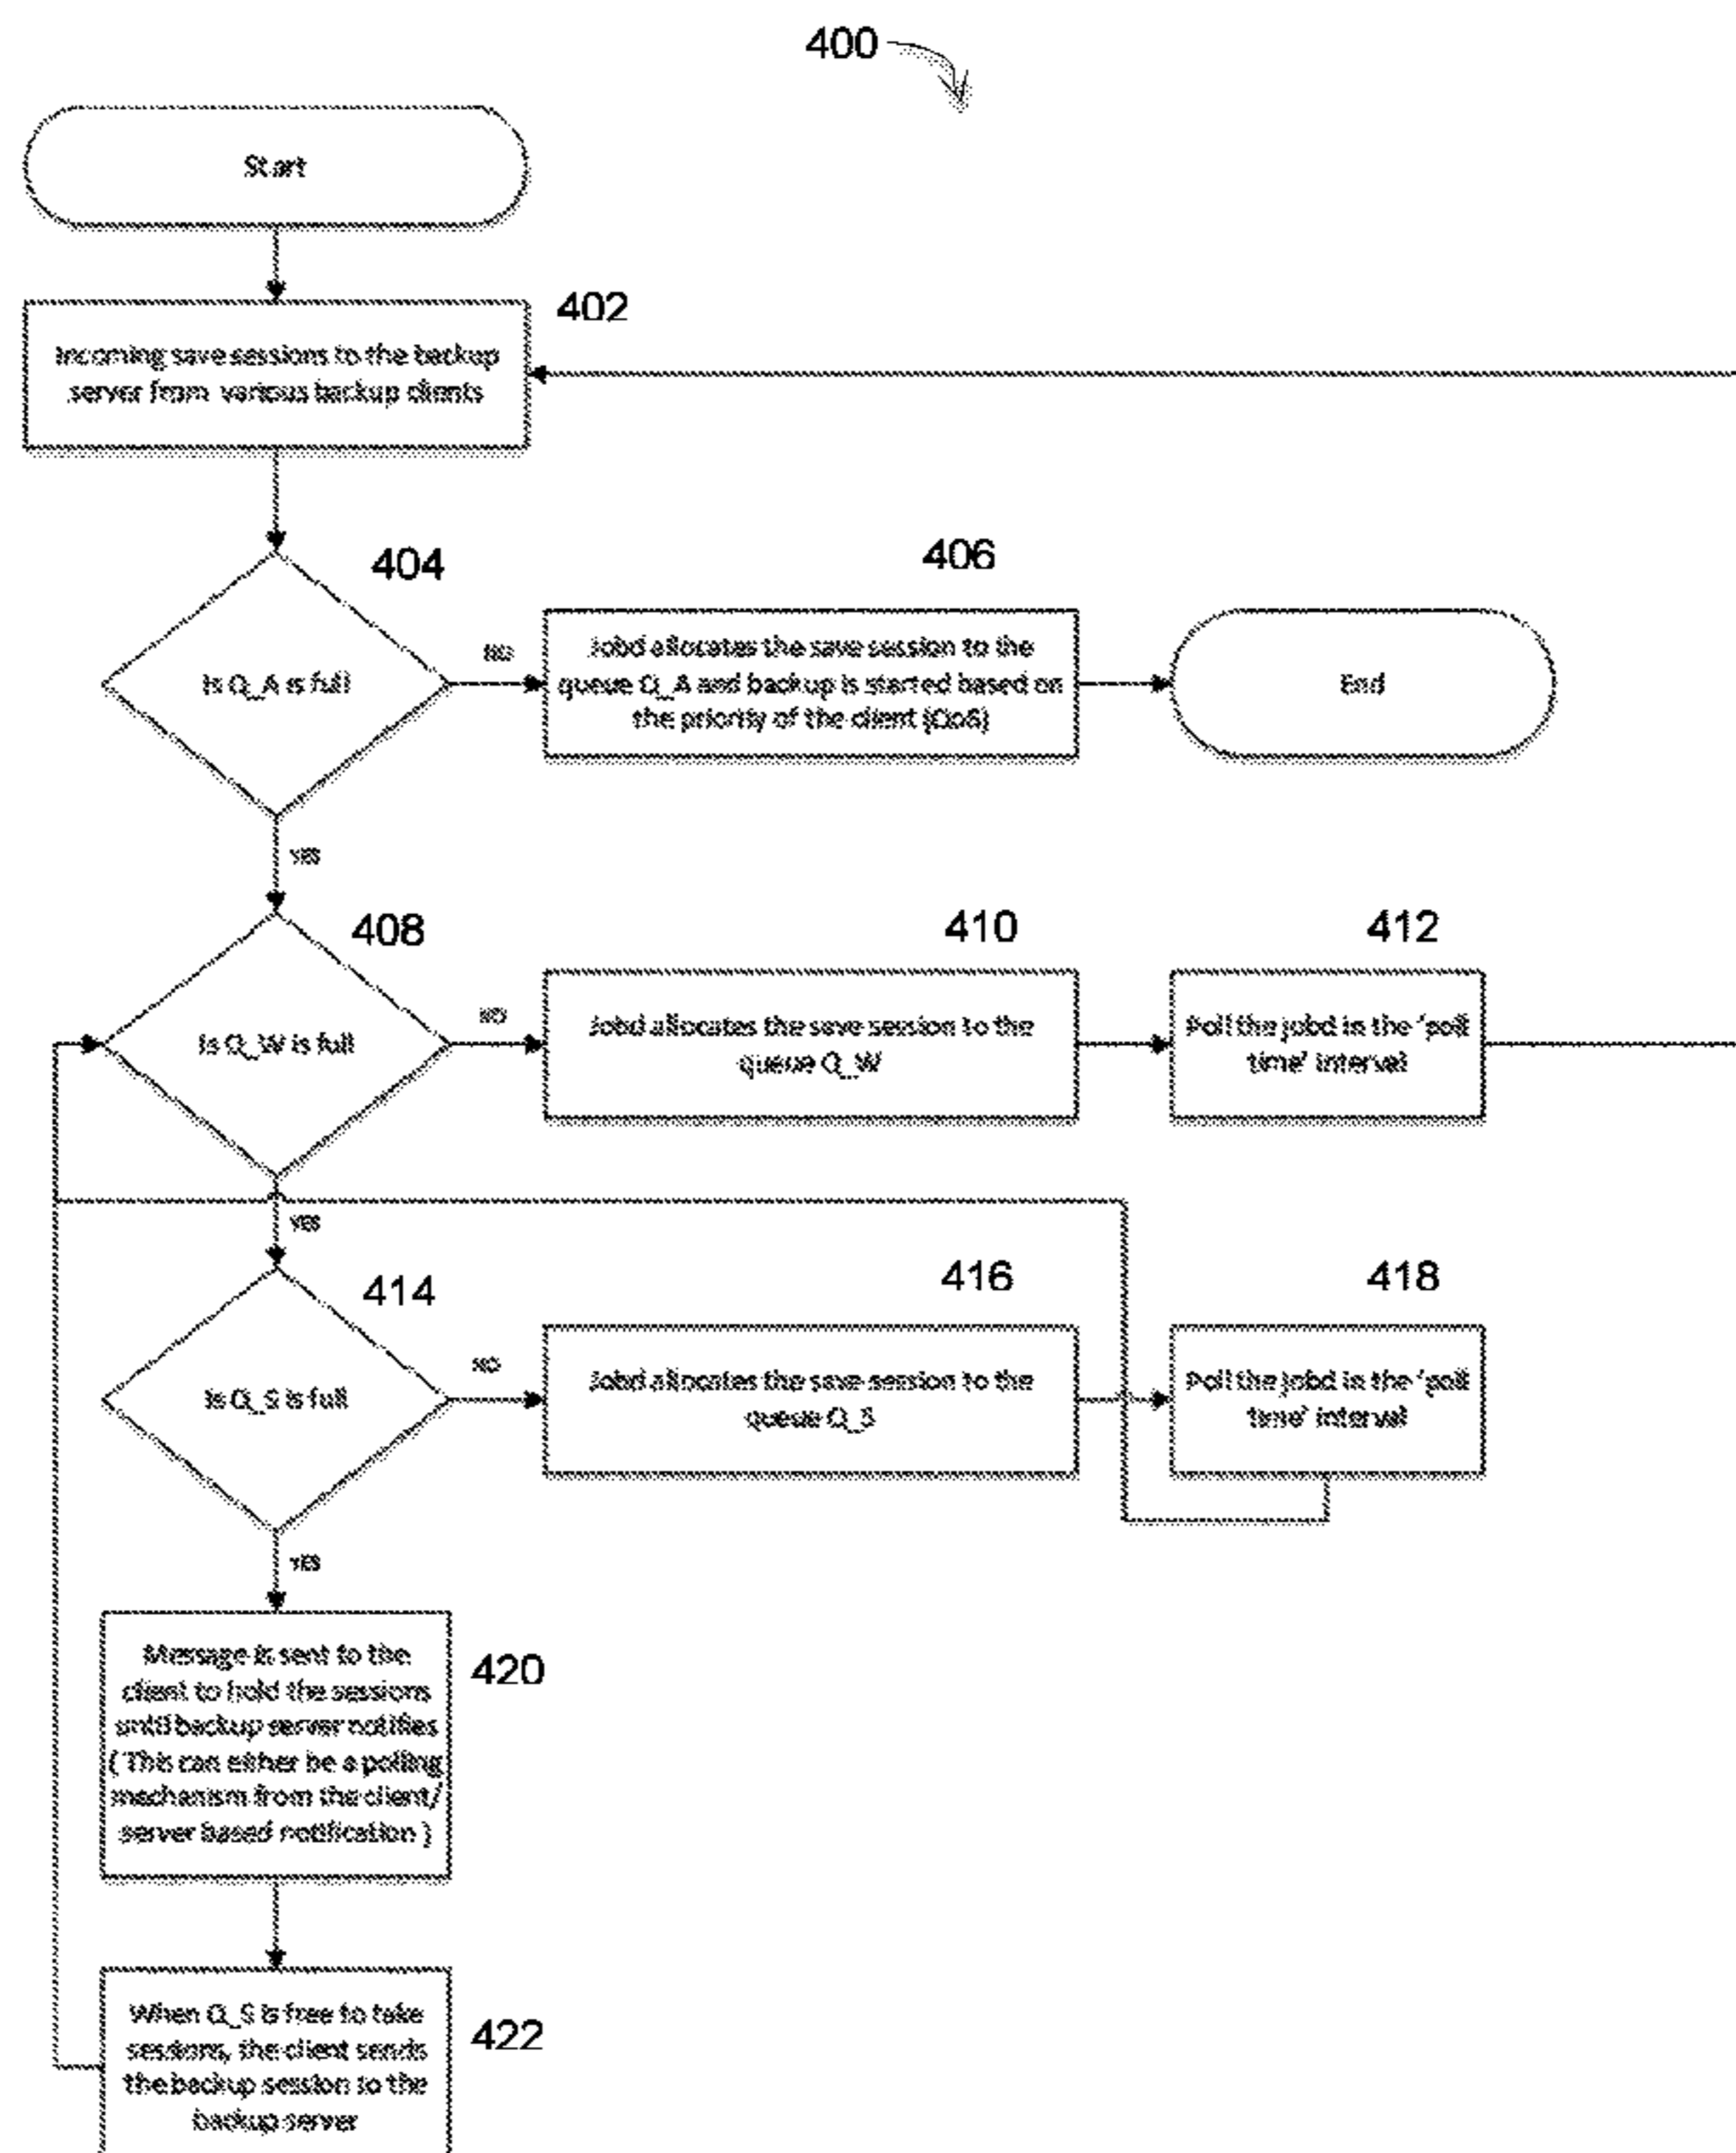 400
Start
402
Incoming save sessions to the backup
server from various backup clients
404
Is Q_A is full
NO
406
Jobd allocates the save session to the
queue Q_A and backup is started based on
the priority of the client (QoS)
End
YES
408
Is Q_W is full
NO
410
Jobd allocates the save session to the
queue Q_W
412
Poll the jobd in the 'poll
time' interval
YES
414
Is Q_S is full
NO
416
Jobd allocates the save session to the
queue Q_S
418
Poll the jobd in the 'poll
time' interval
YES
420
Message is sent to the
client to hold the sessions
until backup server notifies
( This can either be a polling
mechanism from the client/
server based notification )
422
When Q_S is free to take
sessions, the client sends
the backup session to the
backup server